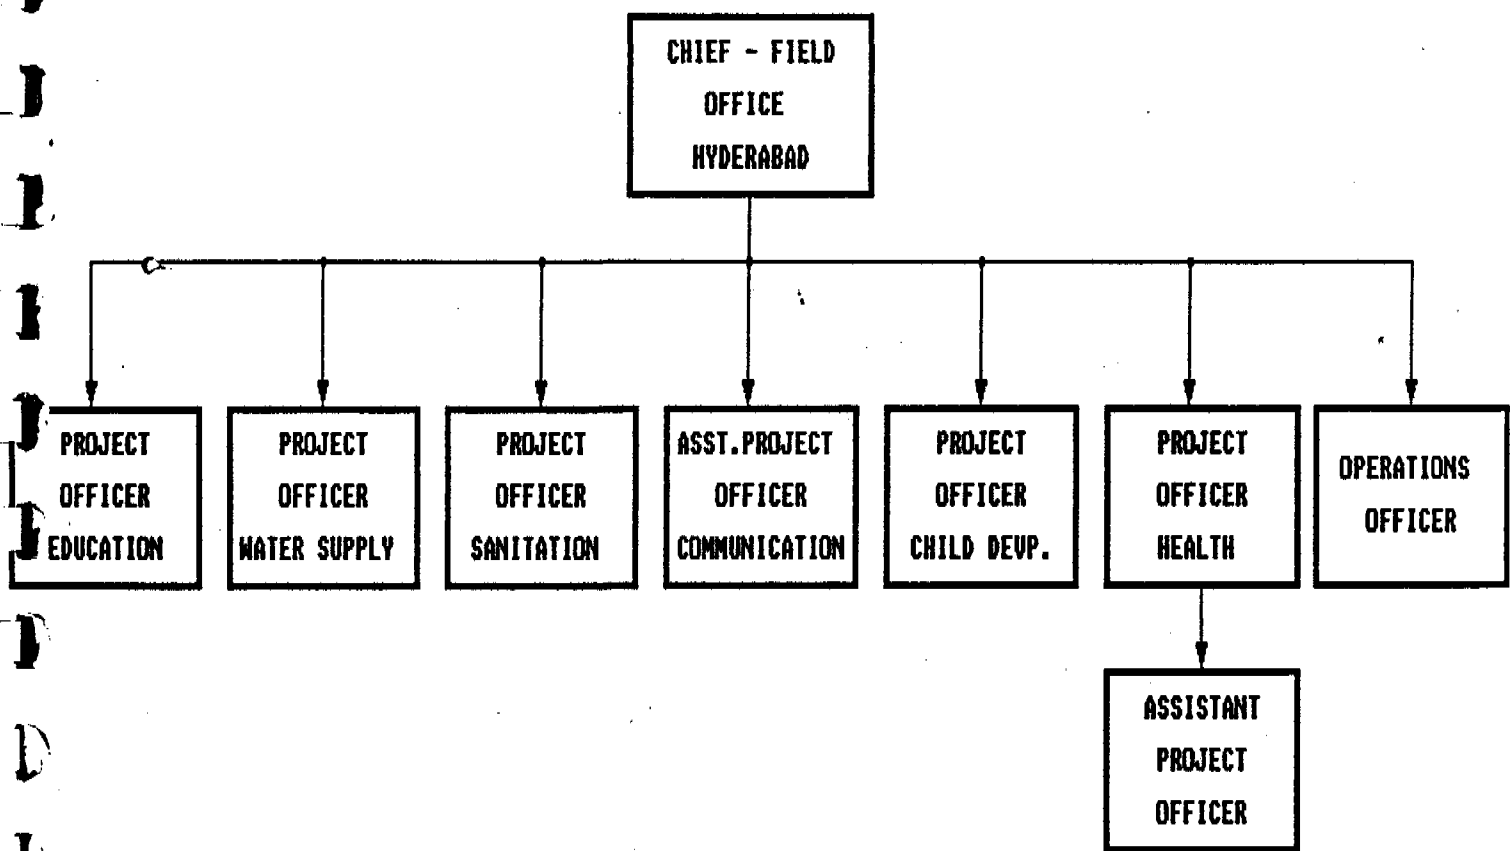 CHIEF - FIELD
OFFICE
HYDERABAD
PROJECT
OFFICER
EDUCATION
PROJECT
OFFICER
WATER SUPPLY
PROJECT
OFFICER
SANITATION
ASST.PROJECT
OFFICER
COMMUNICATION
PROJECT
OFFICER
CHILD DEVP.
PROJECT
OFFICER
HEALTH
OPERATIONS
OFFICER
ASSISTANT
PROJECT
OFFICER